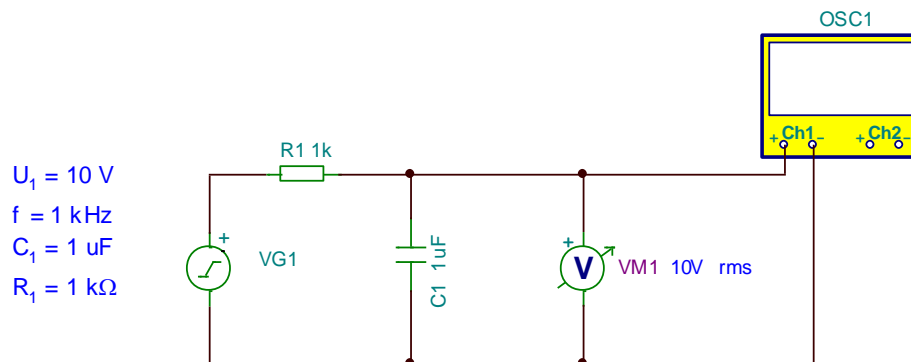 OSC1
+ Ch1 − + Ch2 −
R1 1k
U₁ = 10 V
f = 1 kHz
C₁ = 1 uF
R₁ = 1 kΩ
+
VG1
C1 1uF
+
V
VM1 10V rms